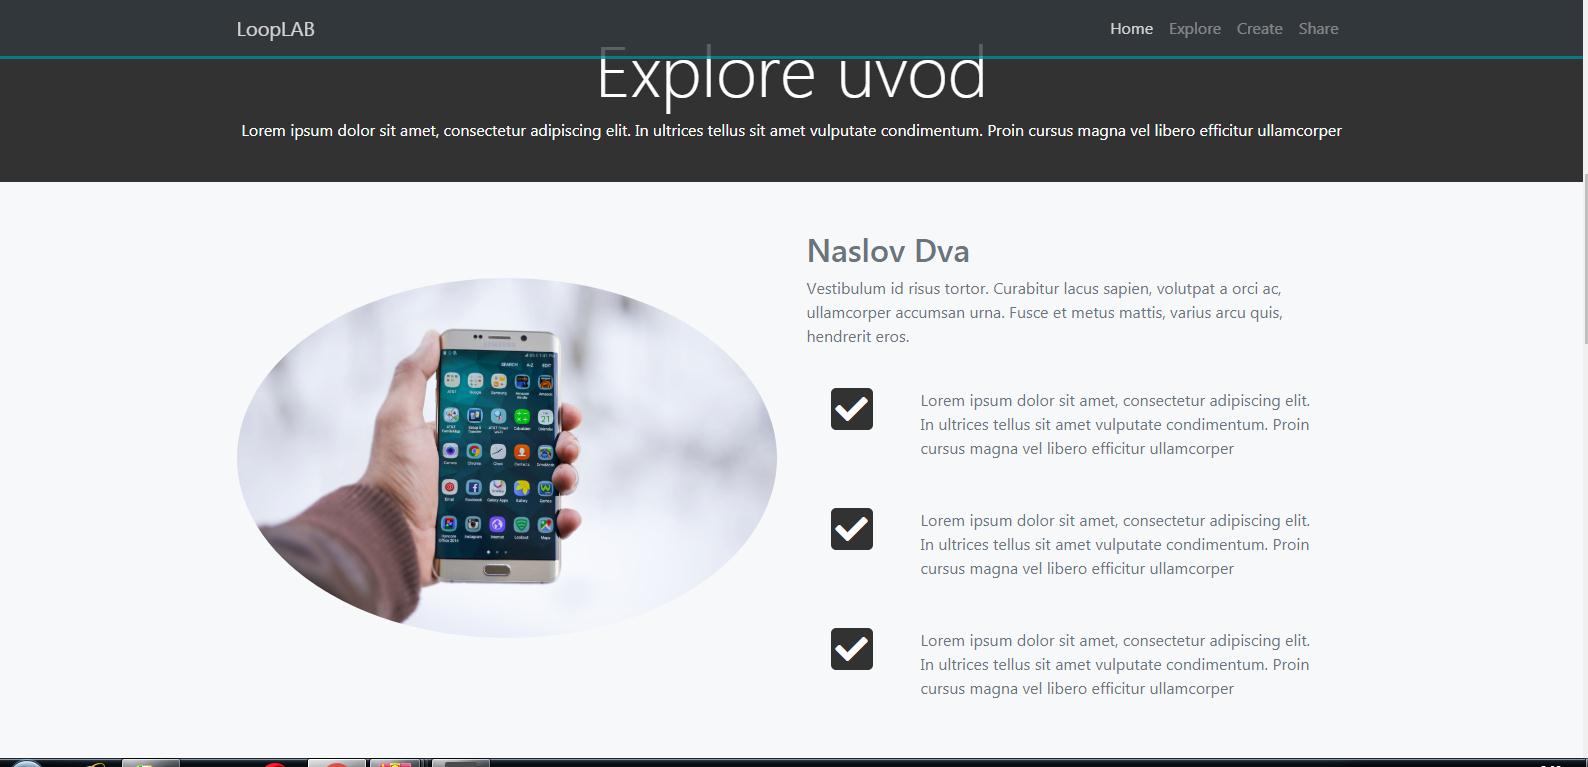 LoopLAB
Home Explore Create Share
Explore uvod
Lorem ipsum dolor sit amet, consectetur adipiscing elit. In ultrices tellus sit amet vulputate condimentum. Proin cursus magna vel libero efficitur ullamcorper
Naslov Dva
Vestibulum id risus tortor. Curabitur lacus sapien, volutpat a orci ac,
ullamcorper accumsan urna. Fusce et metus mattis, varius arcu quis,
hendrerit eros.
SAMSUNG
SEARCH A-Z EDIT
Lorem ipsum dolor sit amet, consectetur adipiscing elit.
In ultrices tellus sit amet vulputate condimentum. Proin
cursus magna vel libero efficitur ullamcorper
Lorem ipsum dolor sit amet, consectetur adipiscing elit.
In ultrices tellus sit amet vulputate condimentum. Proin
cursus magna vel libero efficitur ullamcorper
Lorem ipsum dolor sit amet, consectetur adipiscing elit.
In ultrices tellus sit amet vulputate condimentum. Proin
cursus magna vel libero efficitur ullamcorper